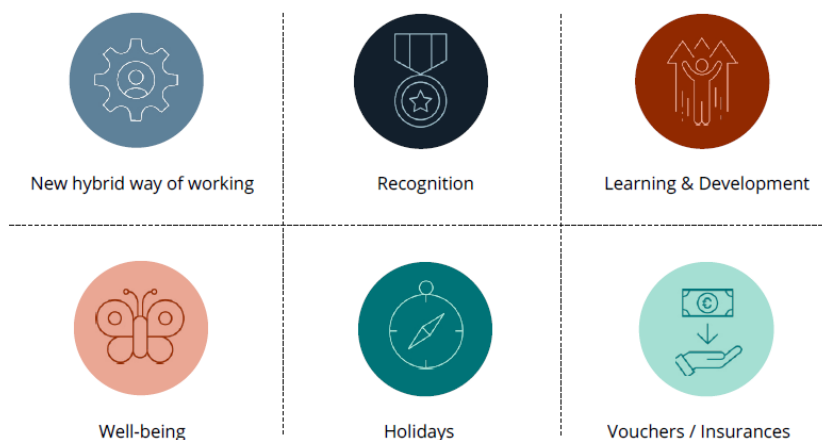 New hybrid way of working
Recognition
Learning & Development
€
Well-being
Holidays
Vouchers / Insurances